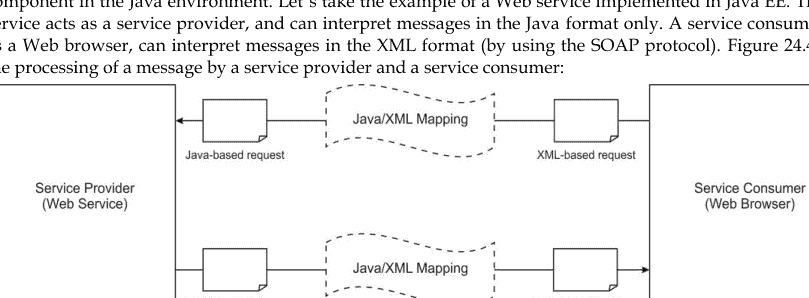 component in the Java environment. Let's take the example of a Web service implemented in Java EE.
service acts as a service provider, and can interpret messages in the Java format only. A service
a Web browser, can interpret messages in the XML format (by using the SOAP protocol). Figure
processing of a message by a service provider and a service consumer:
Java/XML Mapping
Java-based request
XML-based request
Service Provider
(Web Service)
Service Consumer
(Web Browser)
Java/XML Mapping